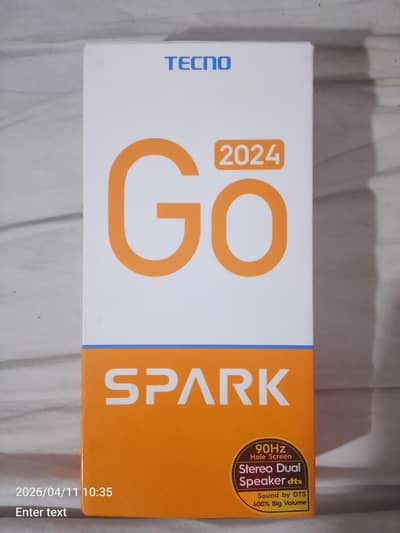 TECNO
Go 2024
SPARK
90Hz
Hole Screen
Stereo Dual
Speaker dts
Sound by DTS
400% Big Volume
2026/04/11 10:35
Enter text